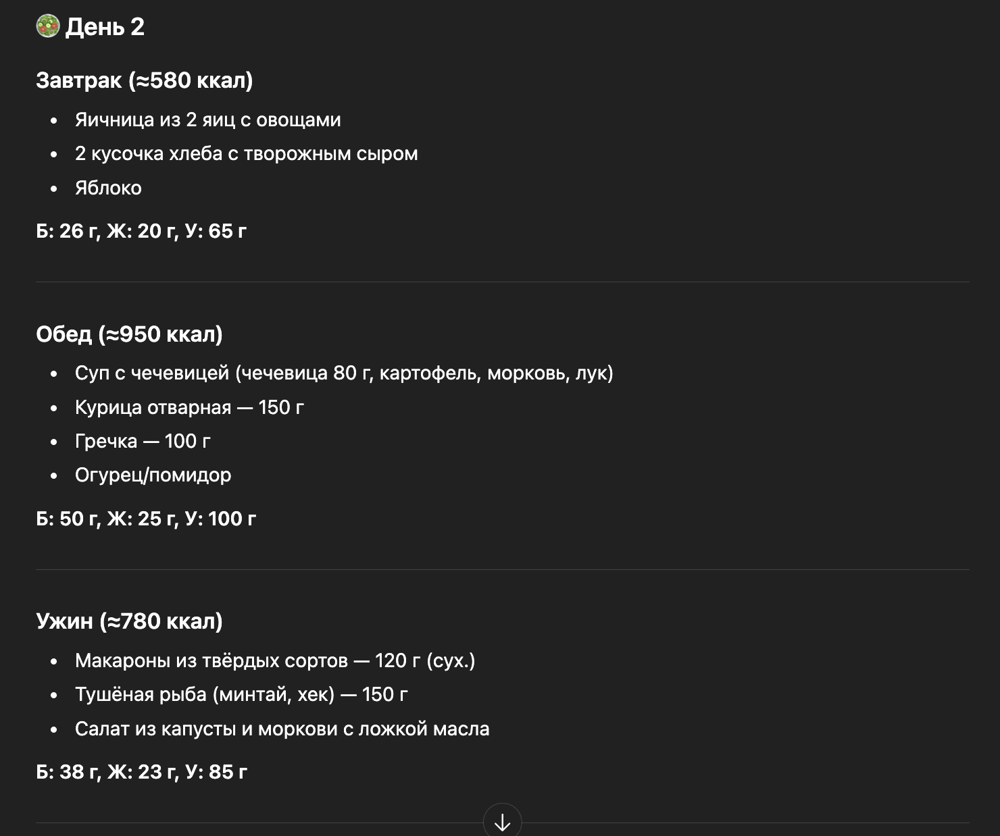 День 2
Завтрак (≈580 ккал)
• Яичница из 2 яиц с овощами
• 2 кусочка хлеба с творожным сыром
• Яблоко
Б: 26 г, Ж: 20 г, У: 65 г
Обед (≈950 ккал)
• Суп с чечевицей (чечевица 80 г, картофель, морковь, лук)
• Курица отварная — 150 г
• Гречка — 100 г
• Огурец/помидор
Б: 50 г, Ж: 25 г, У: 100 г
Ужин (≈780 ккал)
• Макароны из твёрдых сортов — 120 г (сух.)
• Тушёная рыба (минтай, хек) — 150 г
• Салат из капусты и моркови с ложкой масла
Б: 38 г, Ж: 23 г, У: 85 г